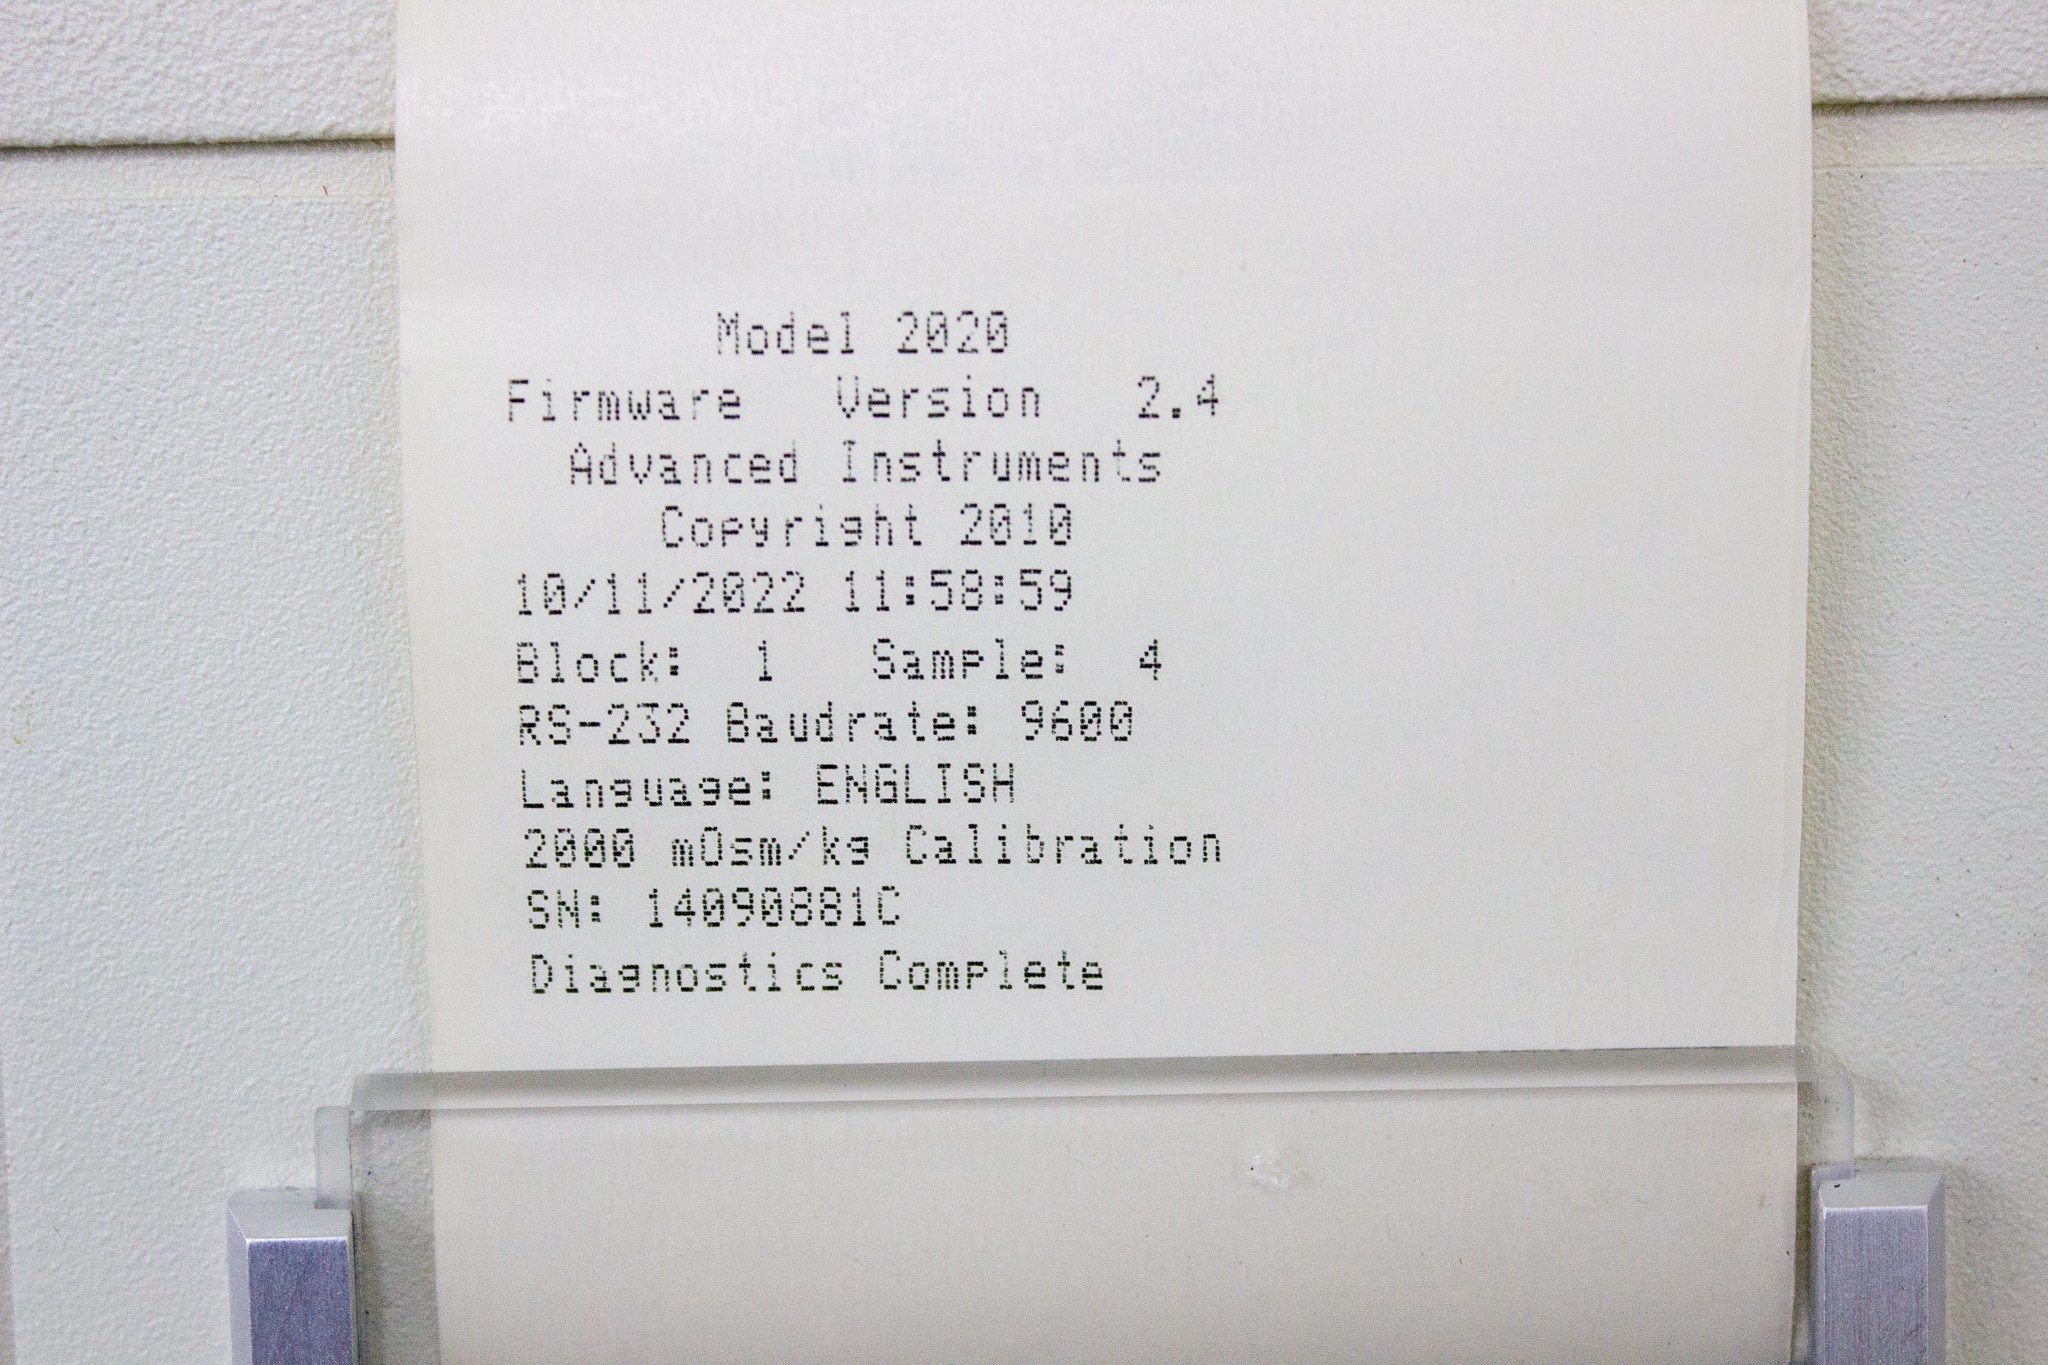 Model 2020
Firmware Version 2.4
Advanced Instruments
Copyright 2010
10/11/2022 11:58:59
Block: 1 Sample: 4
RS-232 Baudrate: 9600
Language: ENGLISH
2000 mOsm/kg Calibration
SN: 14090881C
Diagnostics Complete